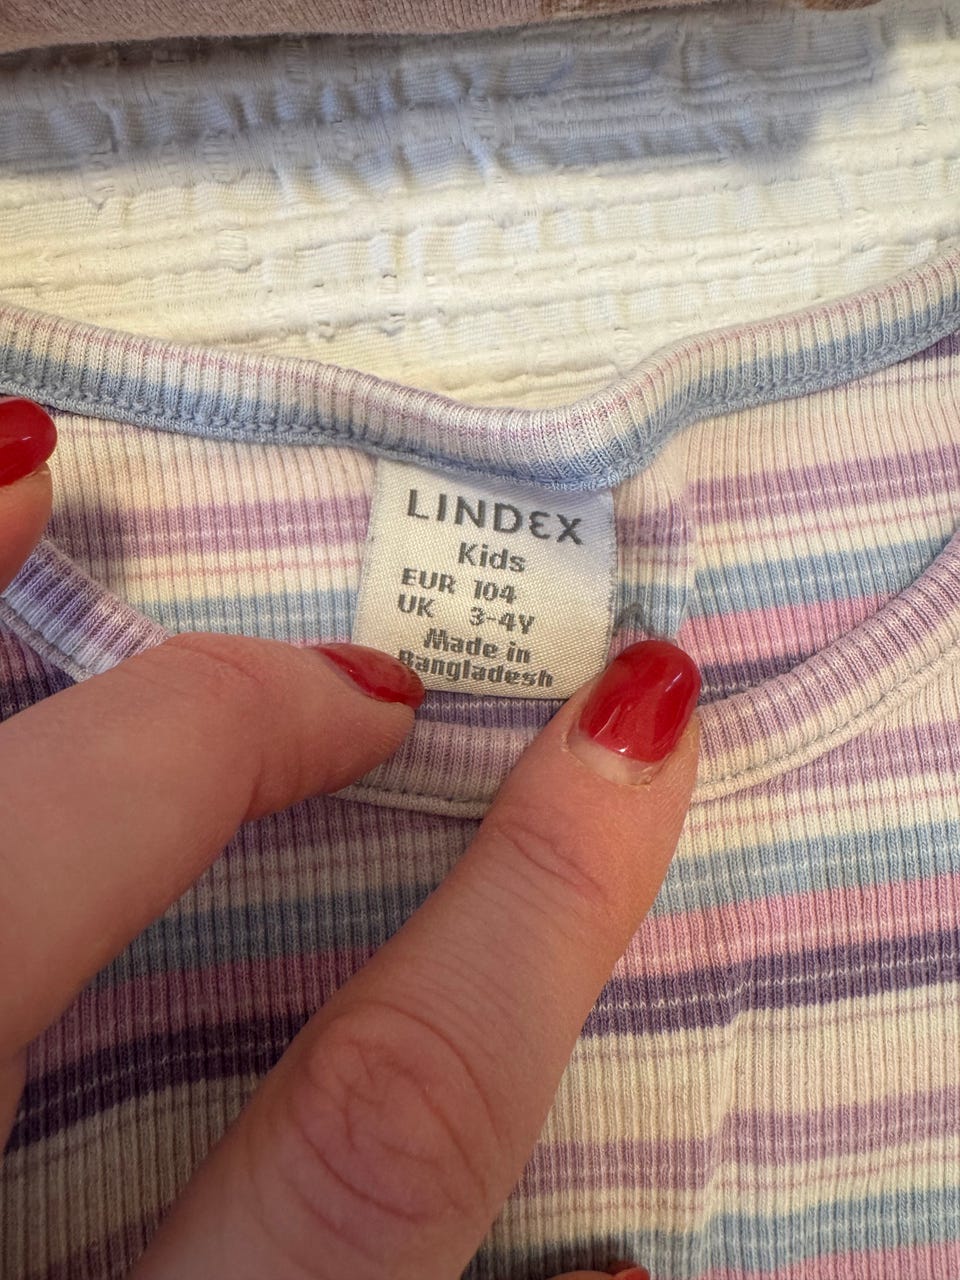 LINDEX
Kids
EUR 104
UK 3-4Y
Made in
Bangladesh